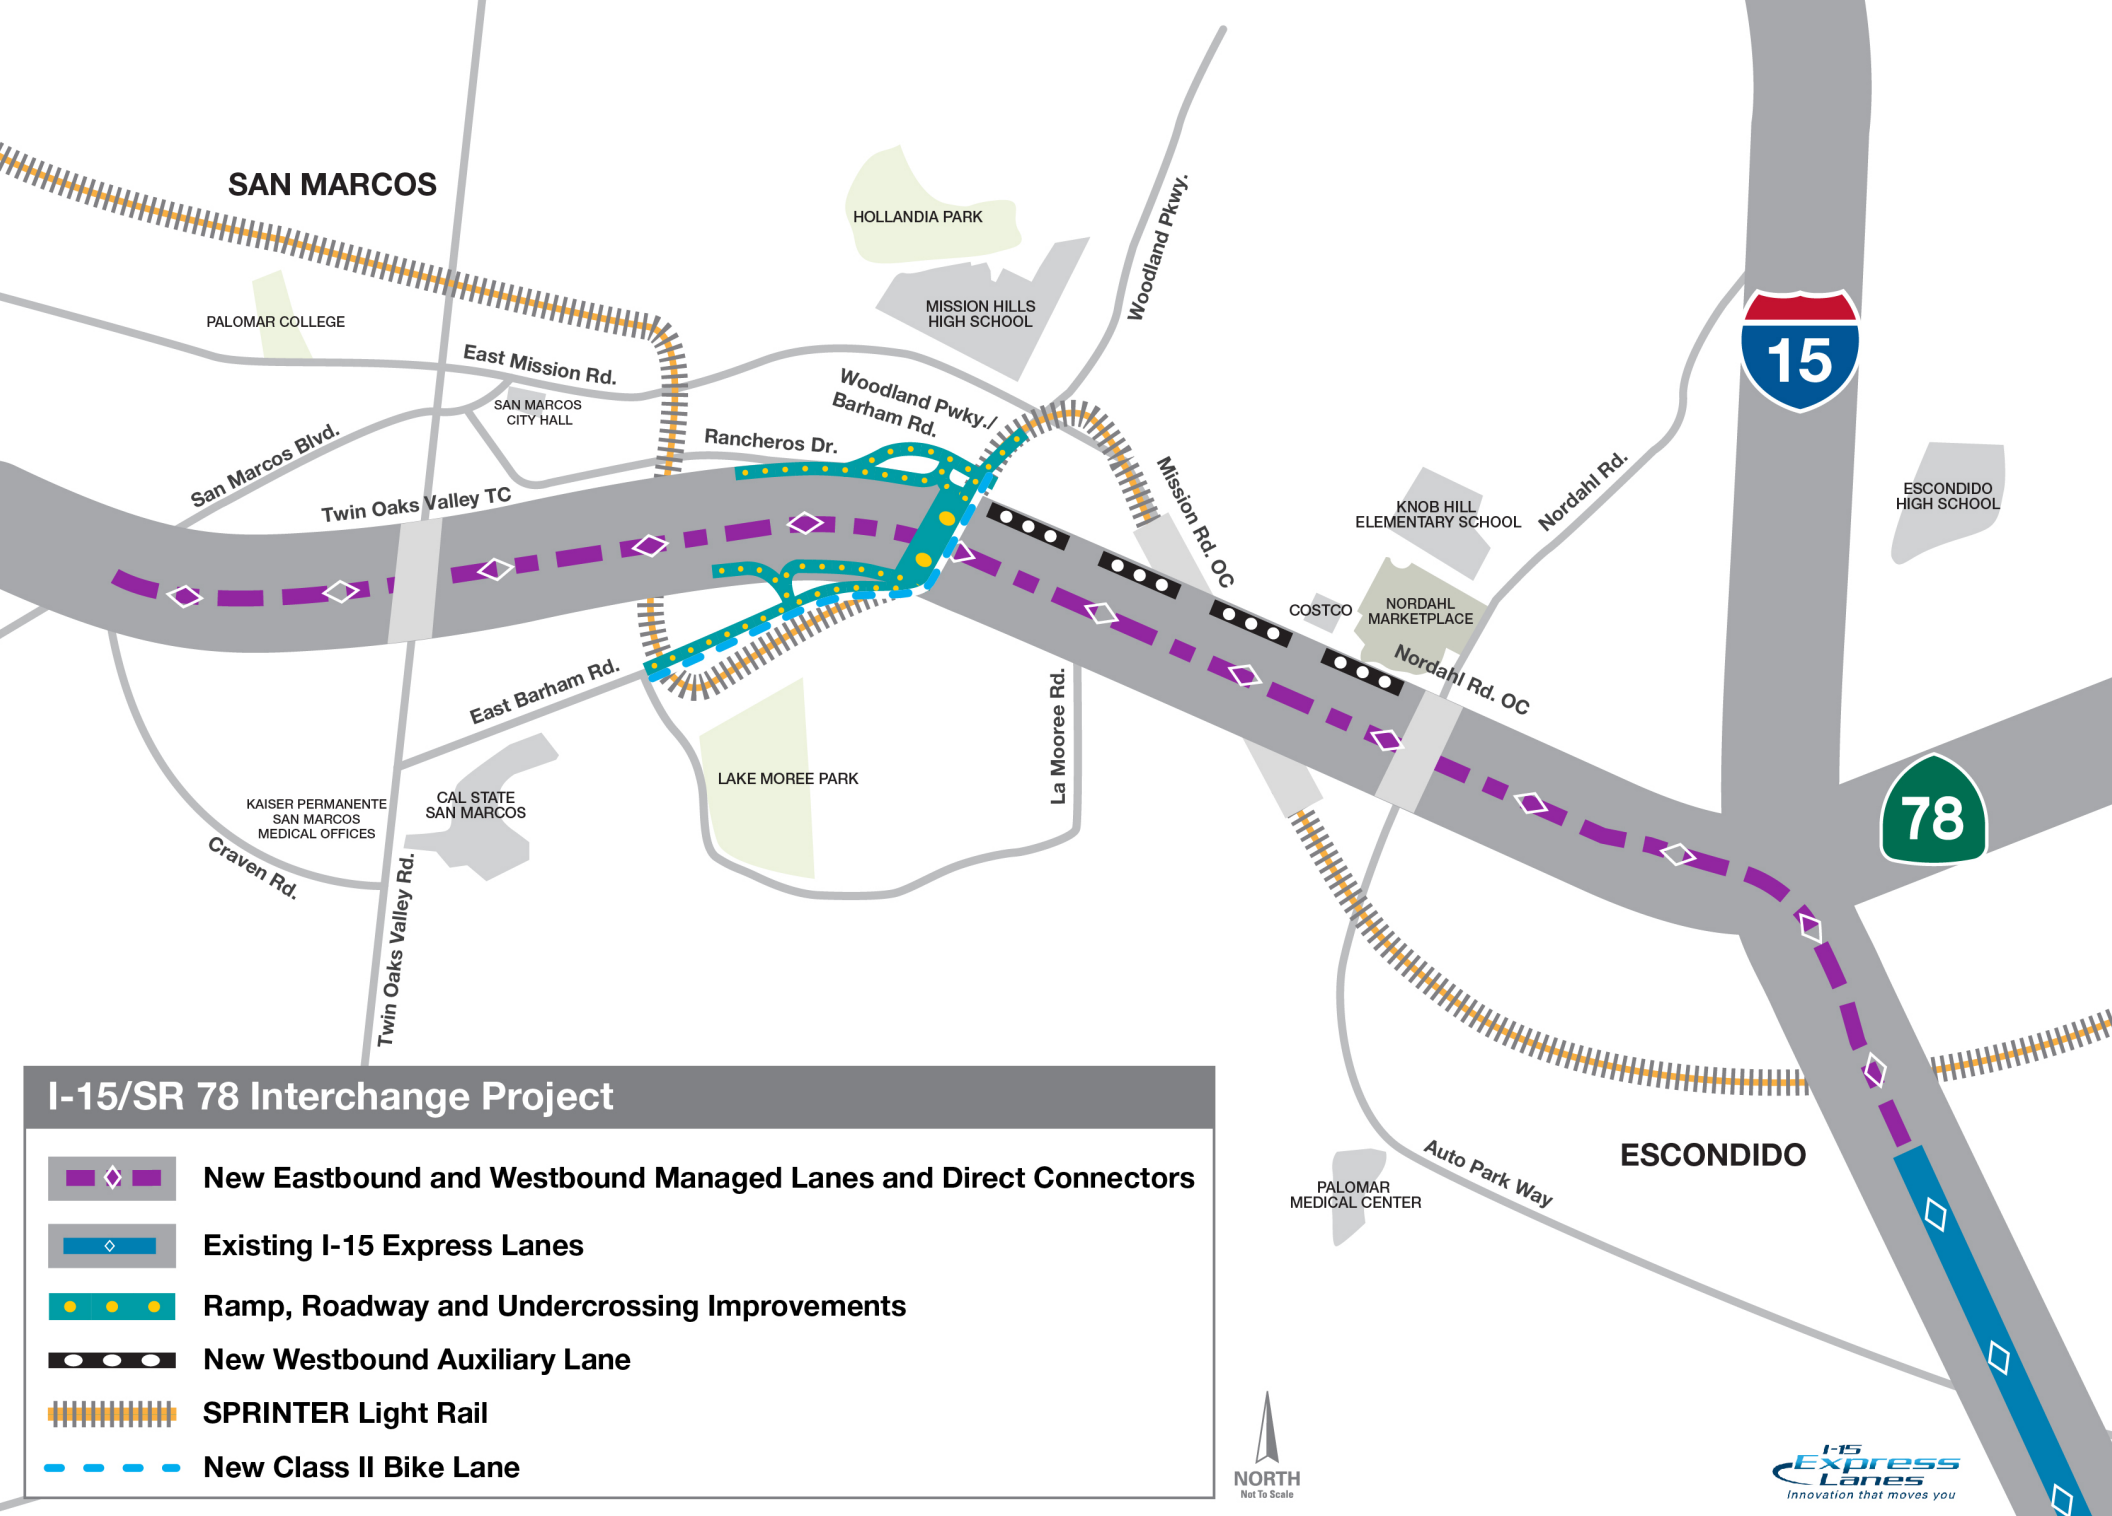 SAN MARCOS
HOLLANDIA PARK
PALOMAR COLLEGE
MISSION HILLS
HIGH SCHOOL
Woodland Pkwy.
East Mission Rd.
SAN MARCOS
CITY HALL
Woodland Pwky./
Barham Rd.
Rancheros Dr.
San Marcos Blvd.
Twin Oaks Valley TC
Mission Rd. OC
15
KNOB HILL
ELEMENTARY SCHOOL
Nordahl Rd.
ESCONDIDO
HIGH SCHOOL
COSTCO
NORDAHL
MARKETPLACE
Nordahl Rd. OC
East Barham Rd.
La Mooree Rd.
LAKE MOREE PARK
CAL STATE
SAN MARCOS
KAISER PERMANENTE
SAN MARCOS
MEDICAL OFFICES
Craven Rd.
Twin Oaks Valley Rd.
78
ESCONDIDO
Auto Park Way
PALOMAR
MEDICAL CENTER
I-15/SR 78 Interchange Project
New Eastbound and Westbound Managed Lanes and Direct Connectors
Existing I-15 Express Lanes
Ramp, Roadway and Undercrossing Improvements
New Westbound Auxiliary Lane
SPRINTER Light Rail
New Class II Bike Lane
NORTH
Not To Scale
I-15
Express
Lanes
Innovation that moves you